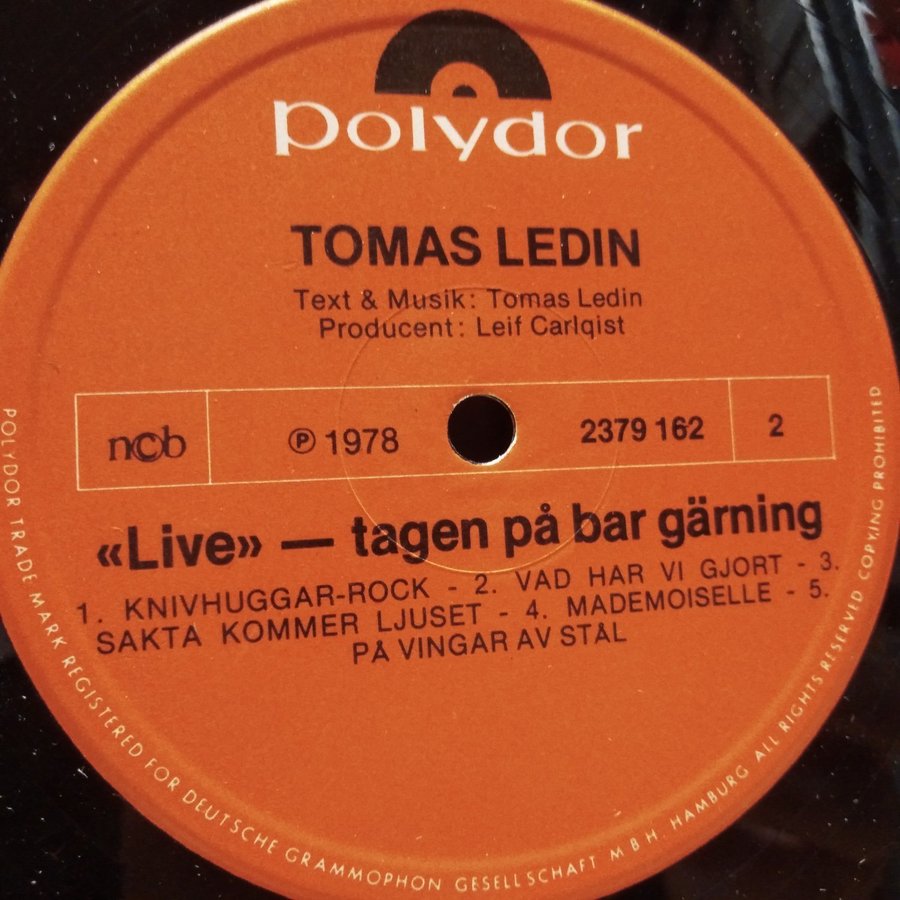 polydor
TOMAS LEDIN
Text & Musik: Tomas Ledin
Producent: Leif Carlqist
ncb
℗ 1978
2379 162
2
«Live» — tagen på bar gärning
1. KNIVHUGGAR-ROCK - 2. VAD HAR VI GJORT - 3.
SAKTA KOMMER LJUSET - 4. MADEMOISELLE - 5.
PÅ VINGAR AV STÅL
POLYDOR TRADE MARK REGISTERED FOR DEUTSCHE GRAMMOPHON GESELLSCHAFT MBH. HAMBURG ALL RIGHTS RESERVED COPYING PROHIBITED